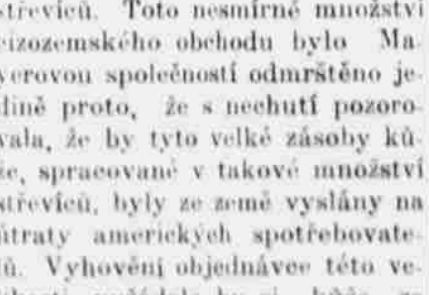 střevíců. Toto nesmírné množství
cizozemského obchodu bylo Ma-
yerovou společností odmrštěno je-
dině proto, že s nechutí pozoro-
vala, že by tyto velké zásoby ků-
že, spracované v takové množství
střevíců, byly ze země vyslány na
útraty amerických spotřebovate-
lů. Vyhovění objednávce této ve-